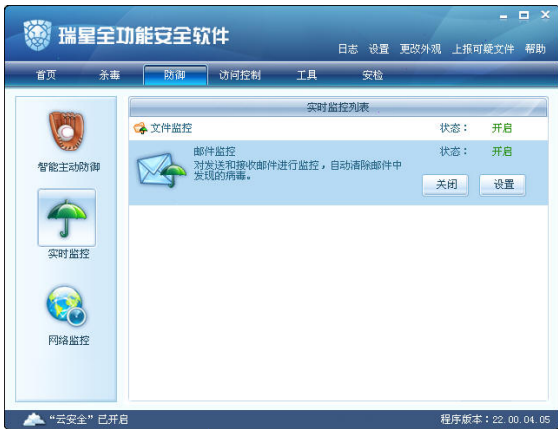 瑞星全功能安全软件
日志 设置 更改外观 上报可疑文件 帮助
首页 杀毒 防御 访问控制 工具 安检
实时监控列表
智能主动防御
实时监控
网络监控
文件监控 状态： 开启
邮件监控 状态： 开启
对发送和接收邮件进行监控，自动清除邮件中
发现的病毒。
关闭 设置
“云安全”已开启 程序版本：22.00.04.05